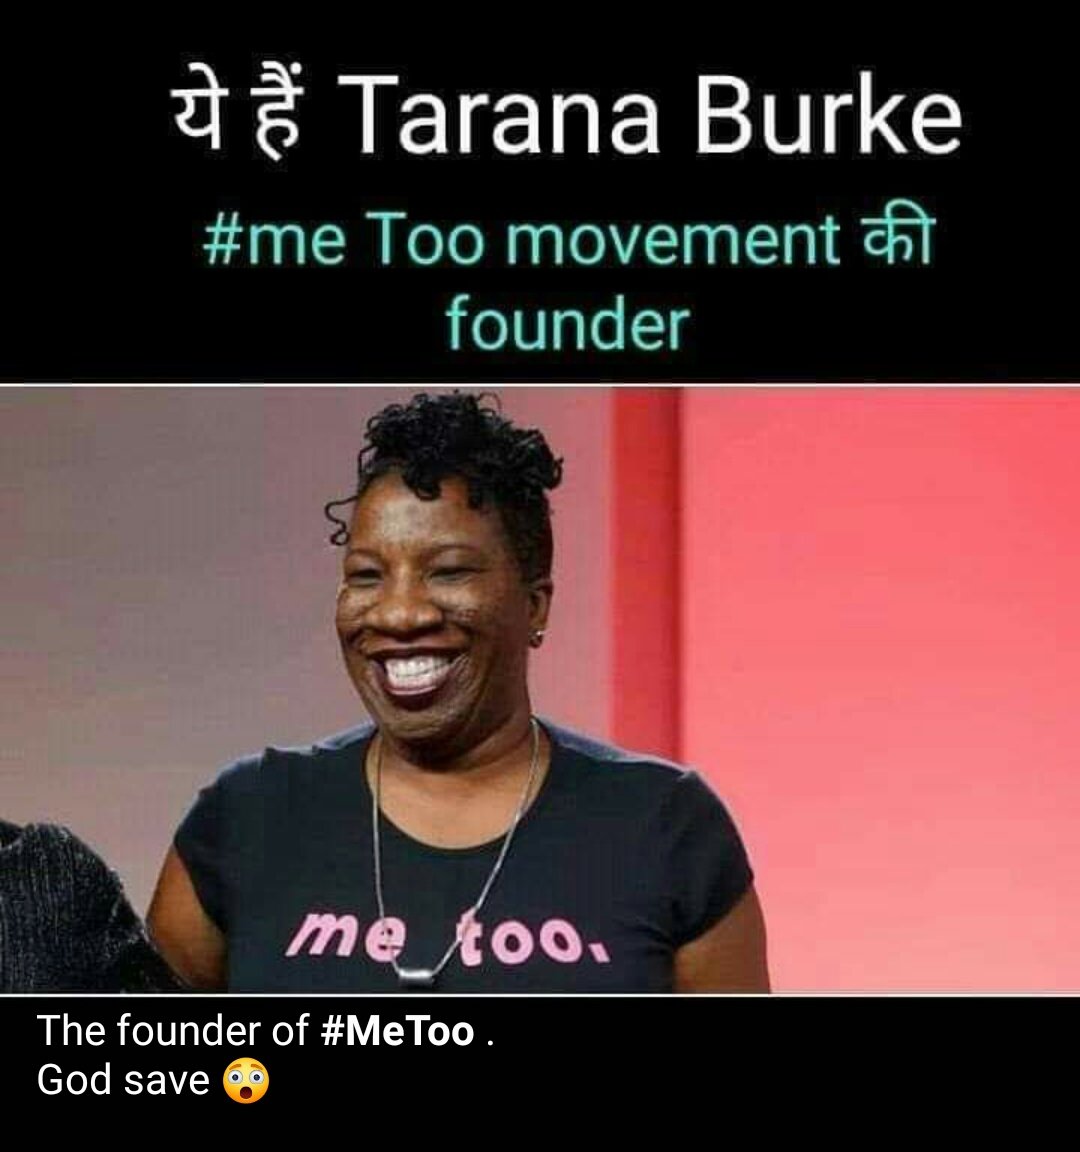 ये हैं Tarana Burke
#me Too movement की
founder
me too.
The founder of #MeToo .
God save 😲